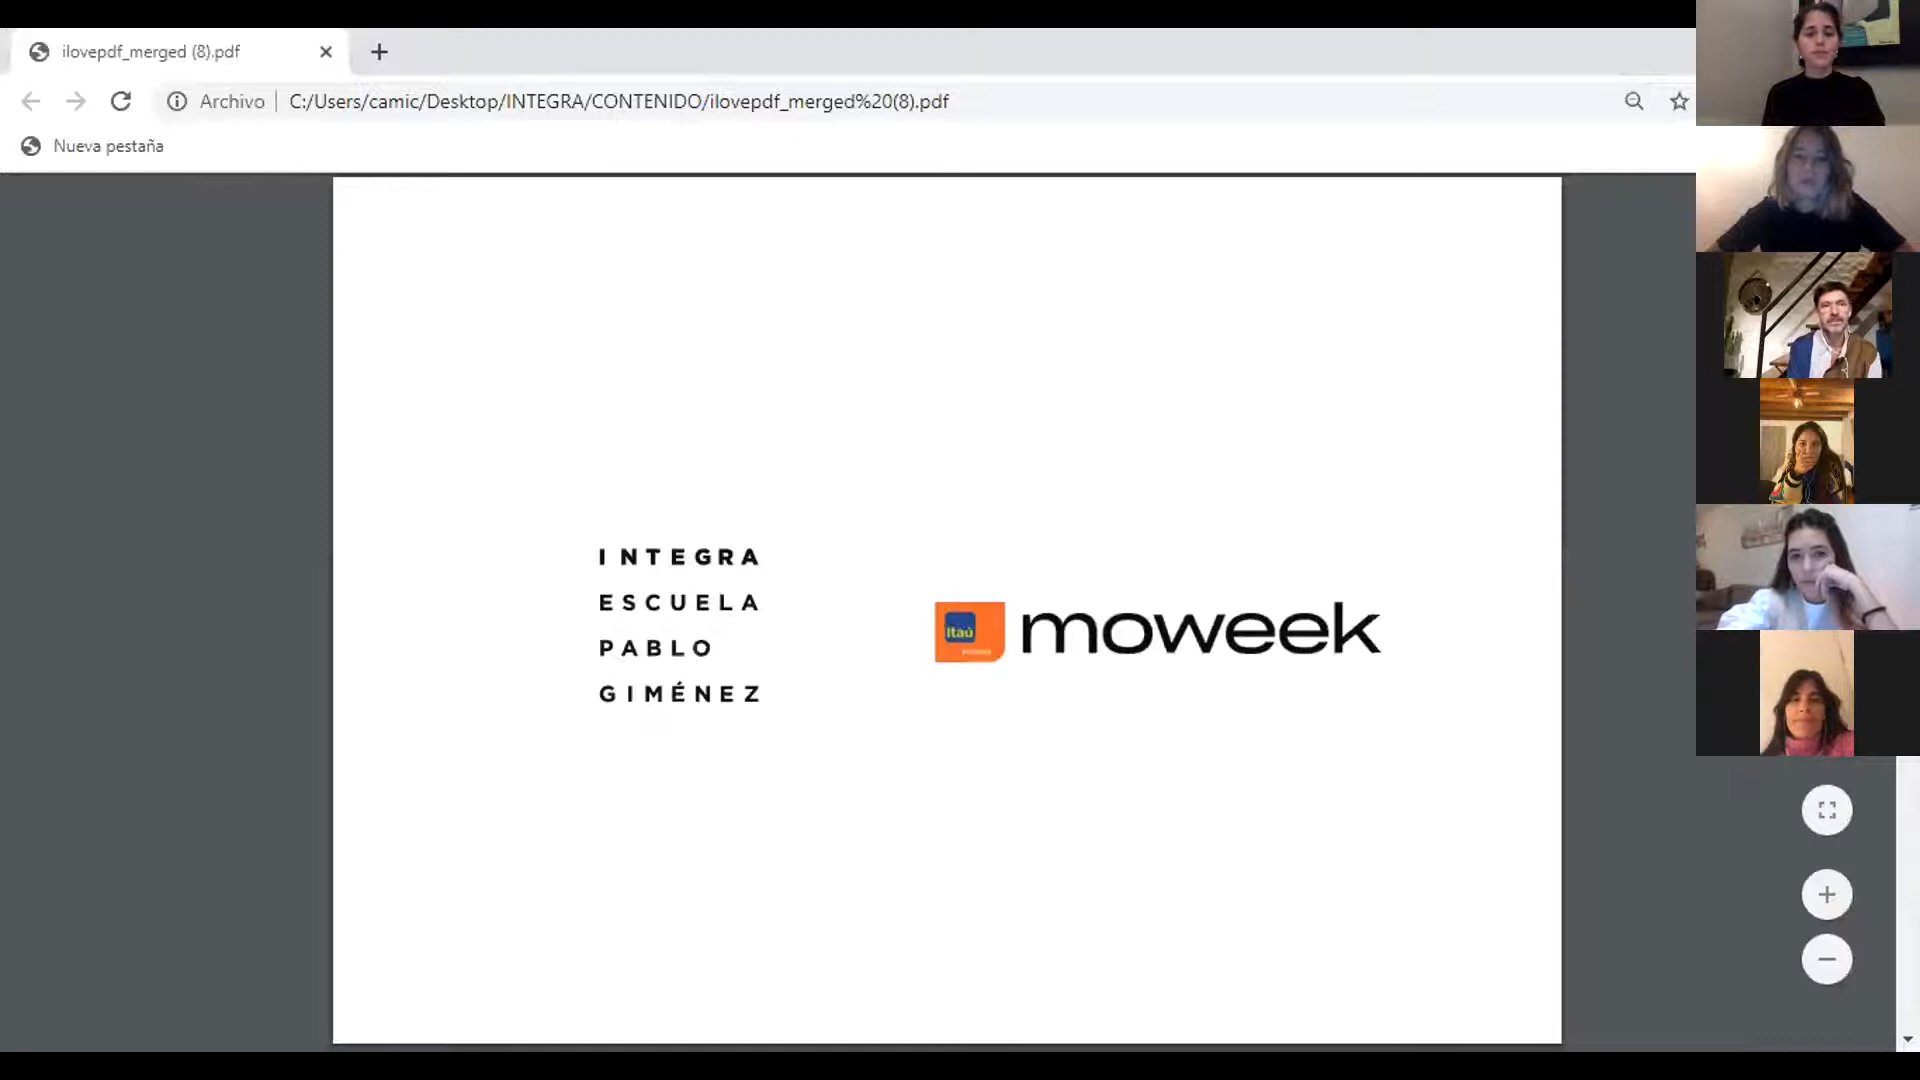 ilovepdf_merged (8).pdf
Archivo
C:/Users/camic/Desktop/INTEGRA/CONTENIDO/ilovepdf_merged%20(8).pdf
Nueva pestaña
INTEGRA
ESCUELA
PABLO
GIMÉNEZ
Itaú
moweek